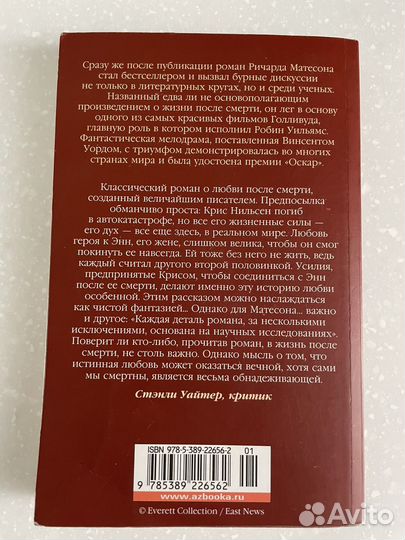 Сразу же после публикации роман Ричарда Матесона
стал бестселлером и вызвал бурные дискуссии
не только в литературных кругах, но и среди ученых.
Названный едва ли не основополагающим
произведением о жизни после смерти, он лег в основу
одного из самых красивых фильмов Голливуда,
главную роль в котором исполнил Робин Уильямс.
Фантастическая мелодрама, поставленная Винсентом
Уордом, с триумфом демонстрировалась во многих
странах мира и была удостоена премии «Оскар».
Классический роман о любви после смерти,
созданный величайшим писателем. Предпосылка
обманчиво проста: Крис Нильсен погиб
в автокатастрофе, но все его жизненные силы —
его дух — все еще здесь, в реальном мире. Любовь
героя к Энн, его жене, слишком велика, чтобы он смог
покинуть ее навсегда. Ей тоже без него не жить, ведь
каждый считал другого второй половинкой. Усилия,
предпринятые Крисом, чтобы соединиться с Энн
после ее смерти, делают именно эту историю любви
особенной. Этим рассказом можно наслаждаться
как чистой фантазией... Однако для Матесона... важно
и другое: «Каждая деталь романа, за несколькими
исключениями, основана на научных исследованиях».
Поверит ли кто-либо, прочитав роман, в жизнь после
смерти, не столь важно. Однако мысль о том, что
истинная любовь может оказаться вечной, хотя сами
мы смертны, является весьма обнадеживающей.
Стэнли Уайтер, критик
ISBN 978-5-389-22656-2
01
9 785389 226562
www.azbooka.ru
© Everett Collection / East News
Avito